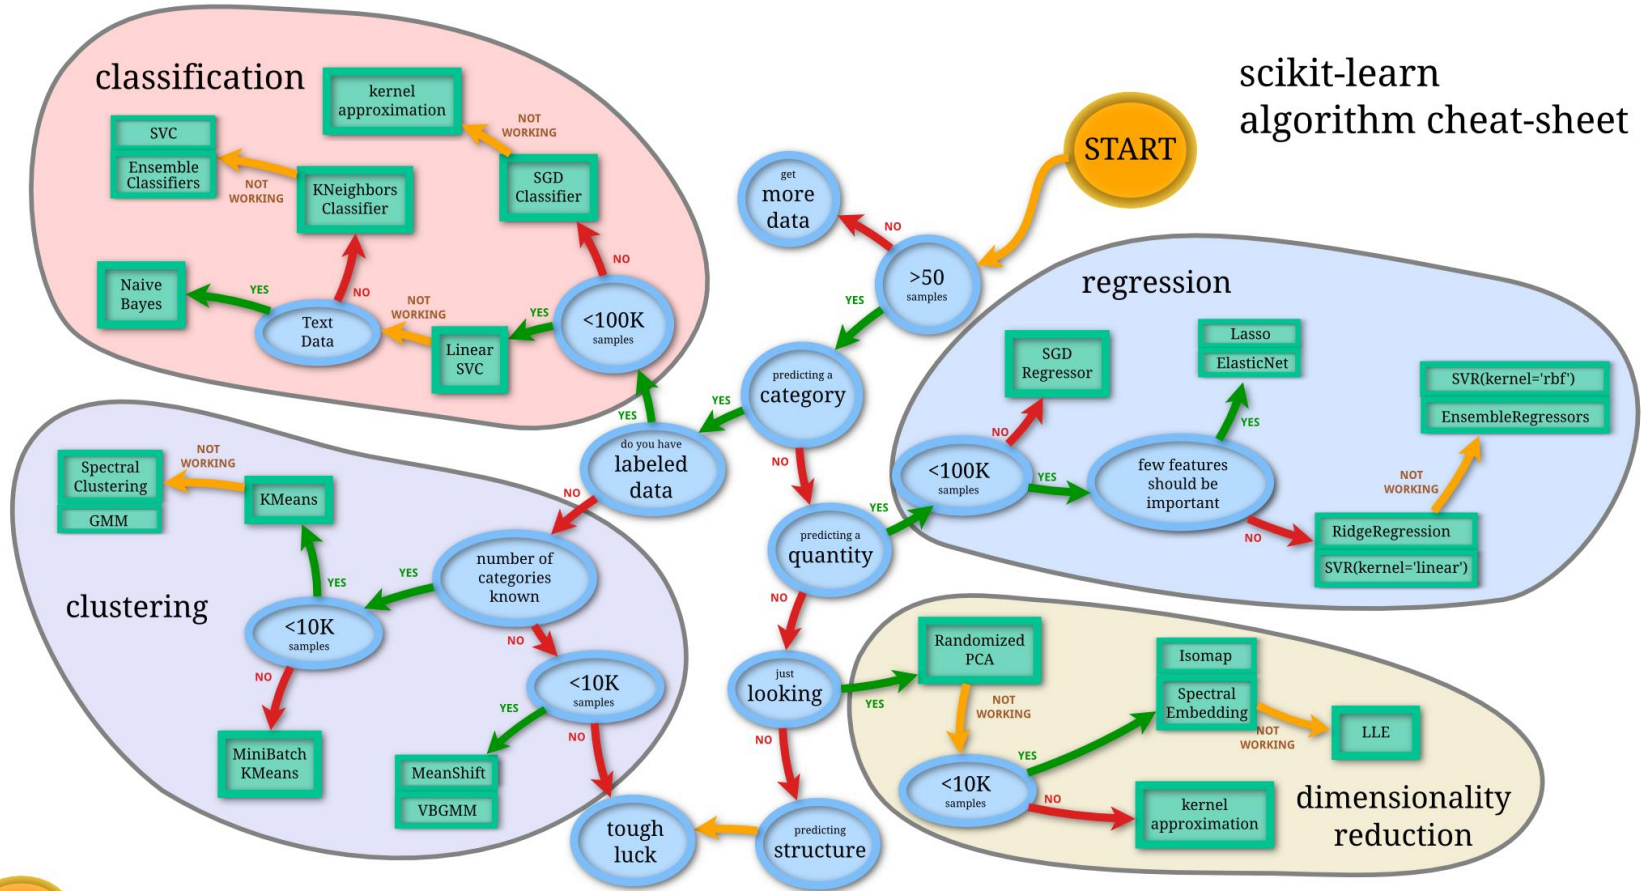 scikit-learn
algorithm cheat-sheet
START
>50
samples
NO
get
more
data
YES
predicting a
category
YES
do you have
labeled
data
YES
classification
<100K
samples
NO
SGD
Classifier
NOT
WORKING
kernel
approximation
YES
Linear
SVC
NOT
WORKING
Text
Data
YES
Naive
Bayes
NO
KNeighbors
Classifier
NOT
WORKING
SVC
Ensemble
Classifiers
NO
clustering
number of
categories
known
YES
<10K
samples
YES
KMeans
NOT
WORKING
Spectral
Clustering
GMM
NO
MiniBatch
KMeans
NO
<10K
samples
YES
MeanShift
VBGMM
NO
tough
luck
NO
predicting a
quantity
YES
regression
<100K
samples
NO
SGD
Regressor
YES
few features
should be
important
YES
Lasso
ElasticNet
NO
RidgeRegression
SVR(kernel='linear')
NOT
WORKING
SVR(kernel='rbf')
EnsembleRegressors
NO
just
looking
YES
dimensionality
reduction
Randomized
PCA
NOT
WORKING
<10K
samples
YES
Isomap
Spectral
Embedding
NOT
WORKING
LLE
NO
kernel
approximation
NO
predicting
structure